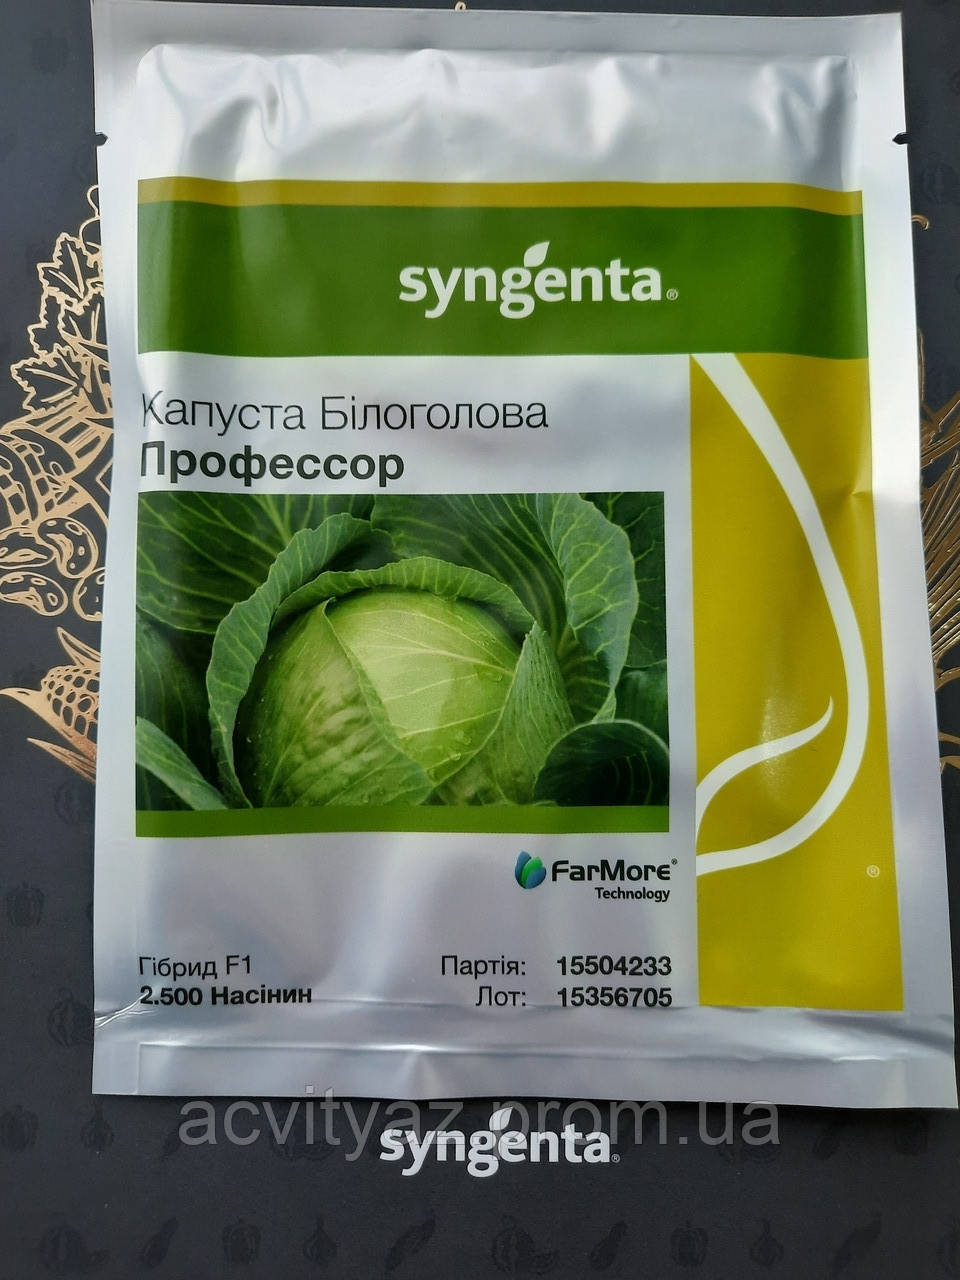 syngenta®
Капуста Білоголова
Профессор
FarMore®
Technology
®
Гібрид F1
2.500 Насінин
Партія: 15504233
Лот: 15356705
acvityaz.prom.ua
syngenta®